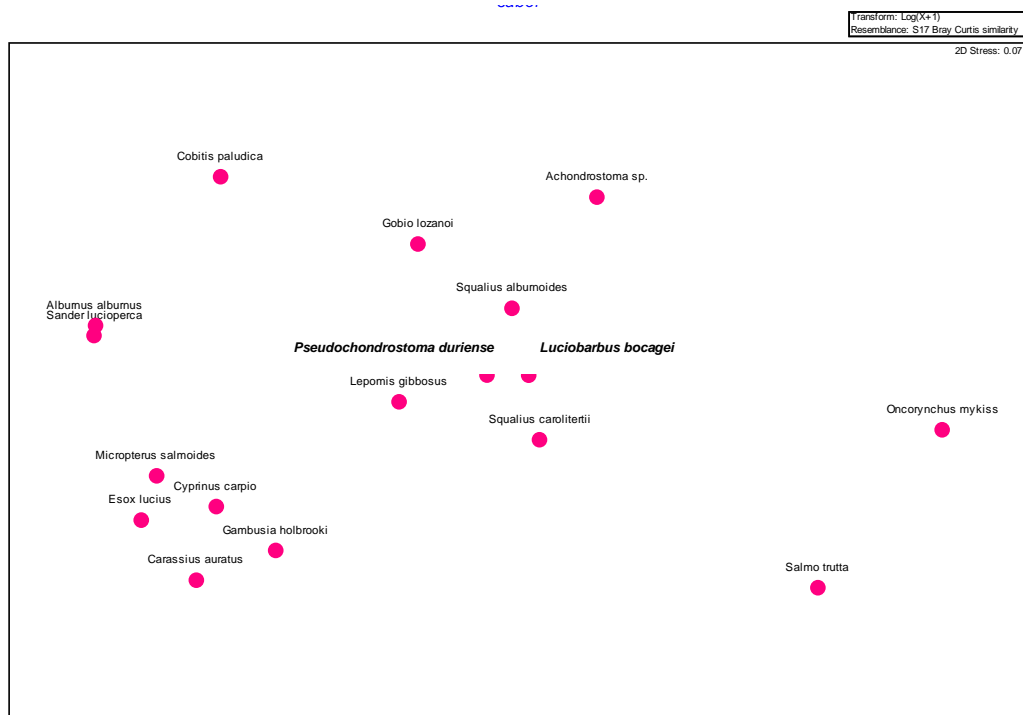 Transform: Log(X+1)
Resemblance: S17 Bray Curtis similarity
2D Stress: 0.07
Cobitis paludica
Achondrostoma sp.
Gobio lozanoi
Squalius alburnoides
Alburnus alburnus
Sander lucioperca
Pseudochondrostoma duriense
Luciobarbus bocagei
Lepomis gibbosus
Squalius carolitertii
Oncorynchus mykiss
Micropterus salmoides
Cyprinus carpio
Esox lucius
Gambusia holbrooki
Carassius auratus
Salmo trutta